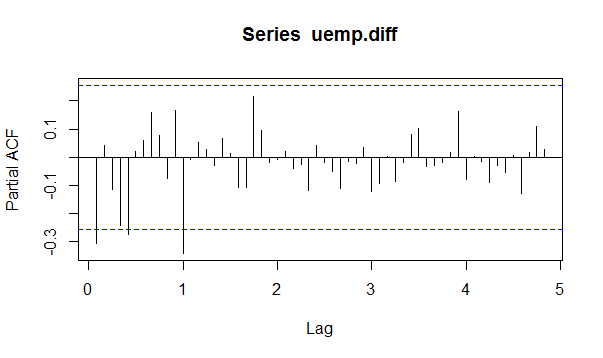 Series uemp.diff
Partial ACF
0.1
-0.1
-0.3
0 1 2 3 4 5
Lag